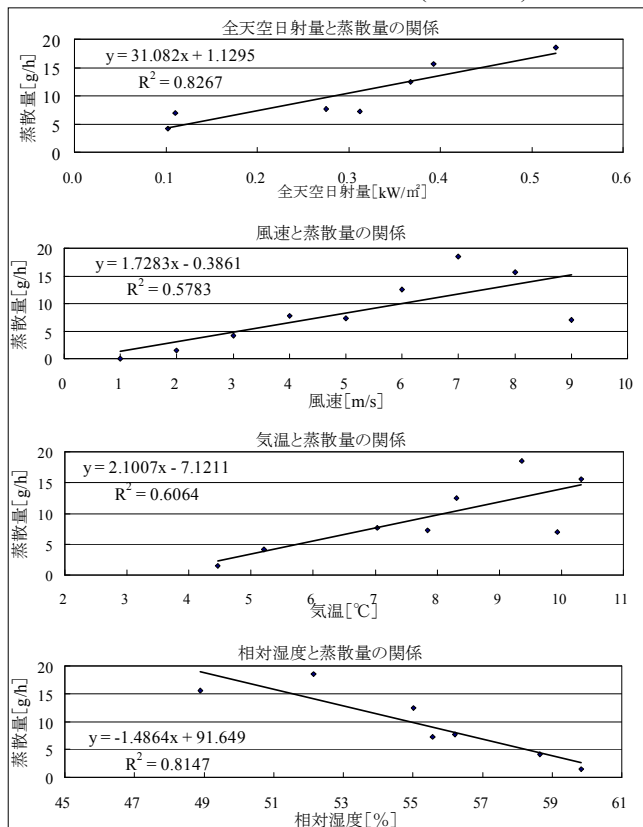 全天空日射量と蒸散量の関係
蒸散量[g/h]
20
15
10
5
0
y = 31.082x + 1.1295
R² = 0.8267
0.0 0.1 0.2 0.3 0.4 0.5 0.6
全天空日射量[kW/㎡]
風速と蒸散量の関係
蒸散量[g/h]
20
15
10
5
0
y = 1.7283x - 0.3861
R² = 0.5783
0 1 2 3 4 5 6 7 8 9 10
風速[m/s]
気温と蒸散量の関係
蒸散量[g/h]
20
15
10
5
0
y = 2.1007x - 7.1211
R² = 0.6064
2 3 4 5 6 7 8 9 10 11
気温[℃]
相対湿度と蒸散量の関係
蒸散量[g/h]
20
15
10
5
0
y = -1.4864x + 91.649
R² = 0.8147
45 47 49 51 53 55 57 59 61
相対湿度[%]